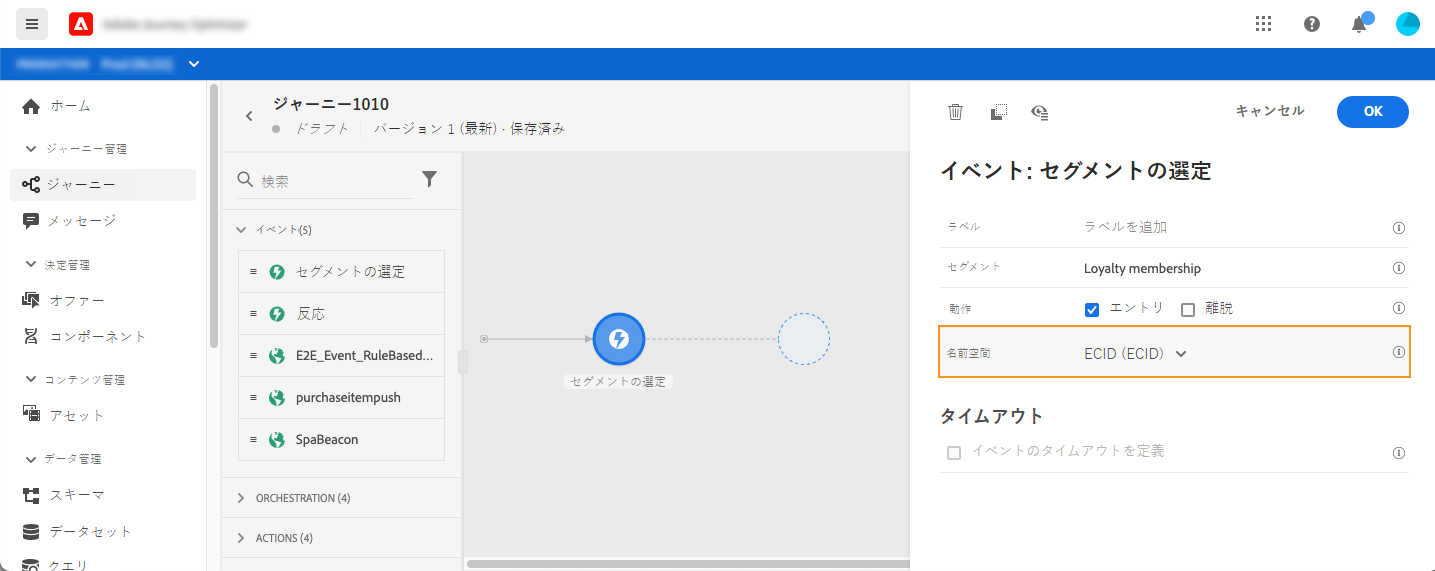 ホーム
ジャーニー管理
ジャーニー
メッセージ
決定管理
オファー
コンポーネント
コンテンツ管理
アセット
データ管理
スキーマ
データセット
クエリ
ジャーニー1010
ドラフト
バージョン 1 (最新) · 保存済み
検索
イベント(5)
セグメントの選定
反応
E2E_Event_RuleBased...
purchaseitempush
SpaBeacon
ORCHESTRATION (4)
ACTIONS (4)
セグメントの選定
キャンセル
OK
イベント: セグメントの選定
ラベル ラベルを追加
セグメント Loyalty membership
動作 エントリ 離脱
名前空間 ECID (ECID)
タイムアウト
イベントのタイムアウトを定義